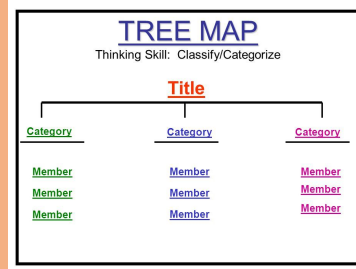 TREE MAP
Thinking Skill: Classify/Categorize
Title
Category Category Category
Member Member Member
Member Member Member
Member Member Member